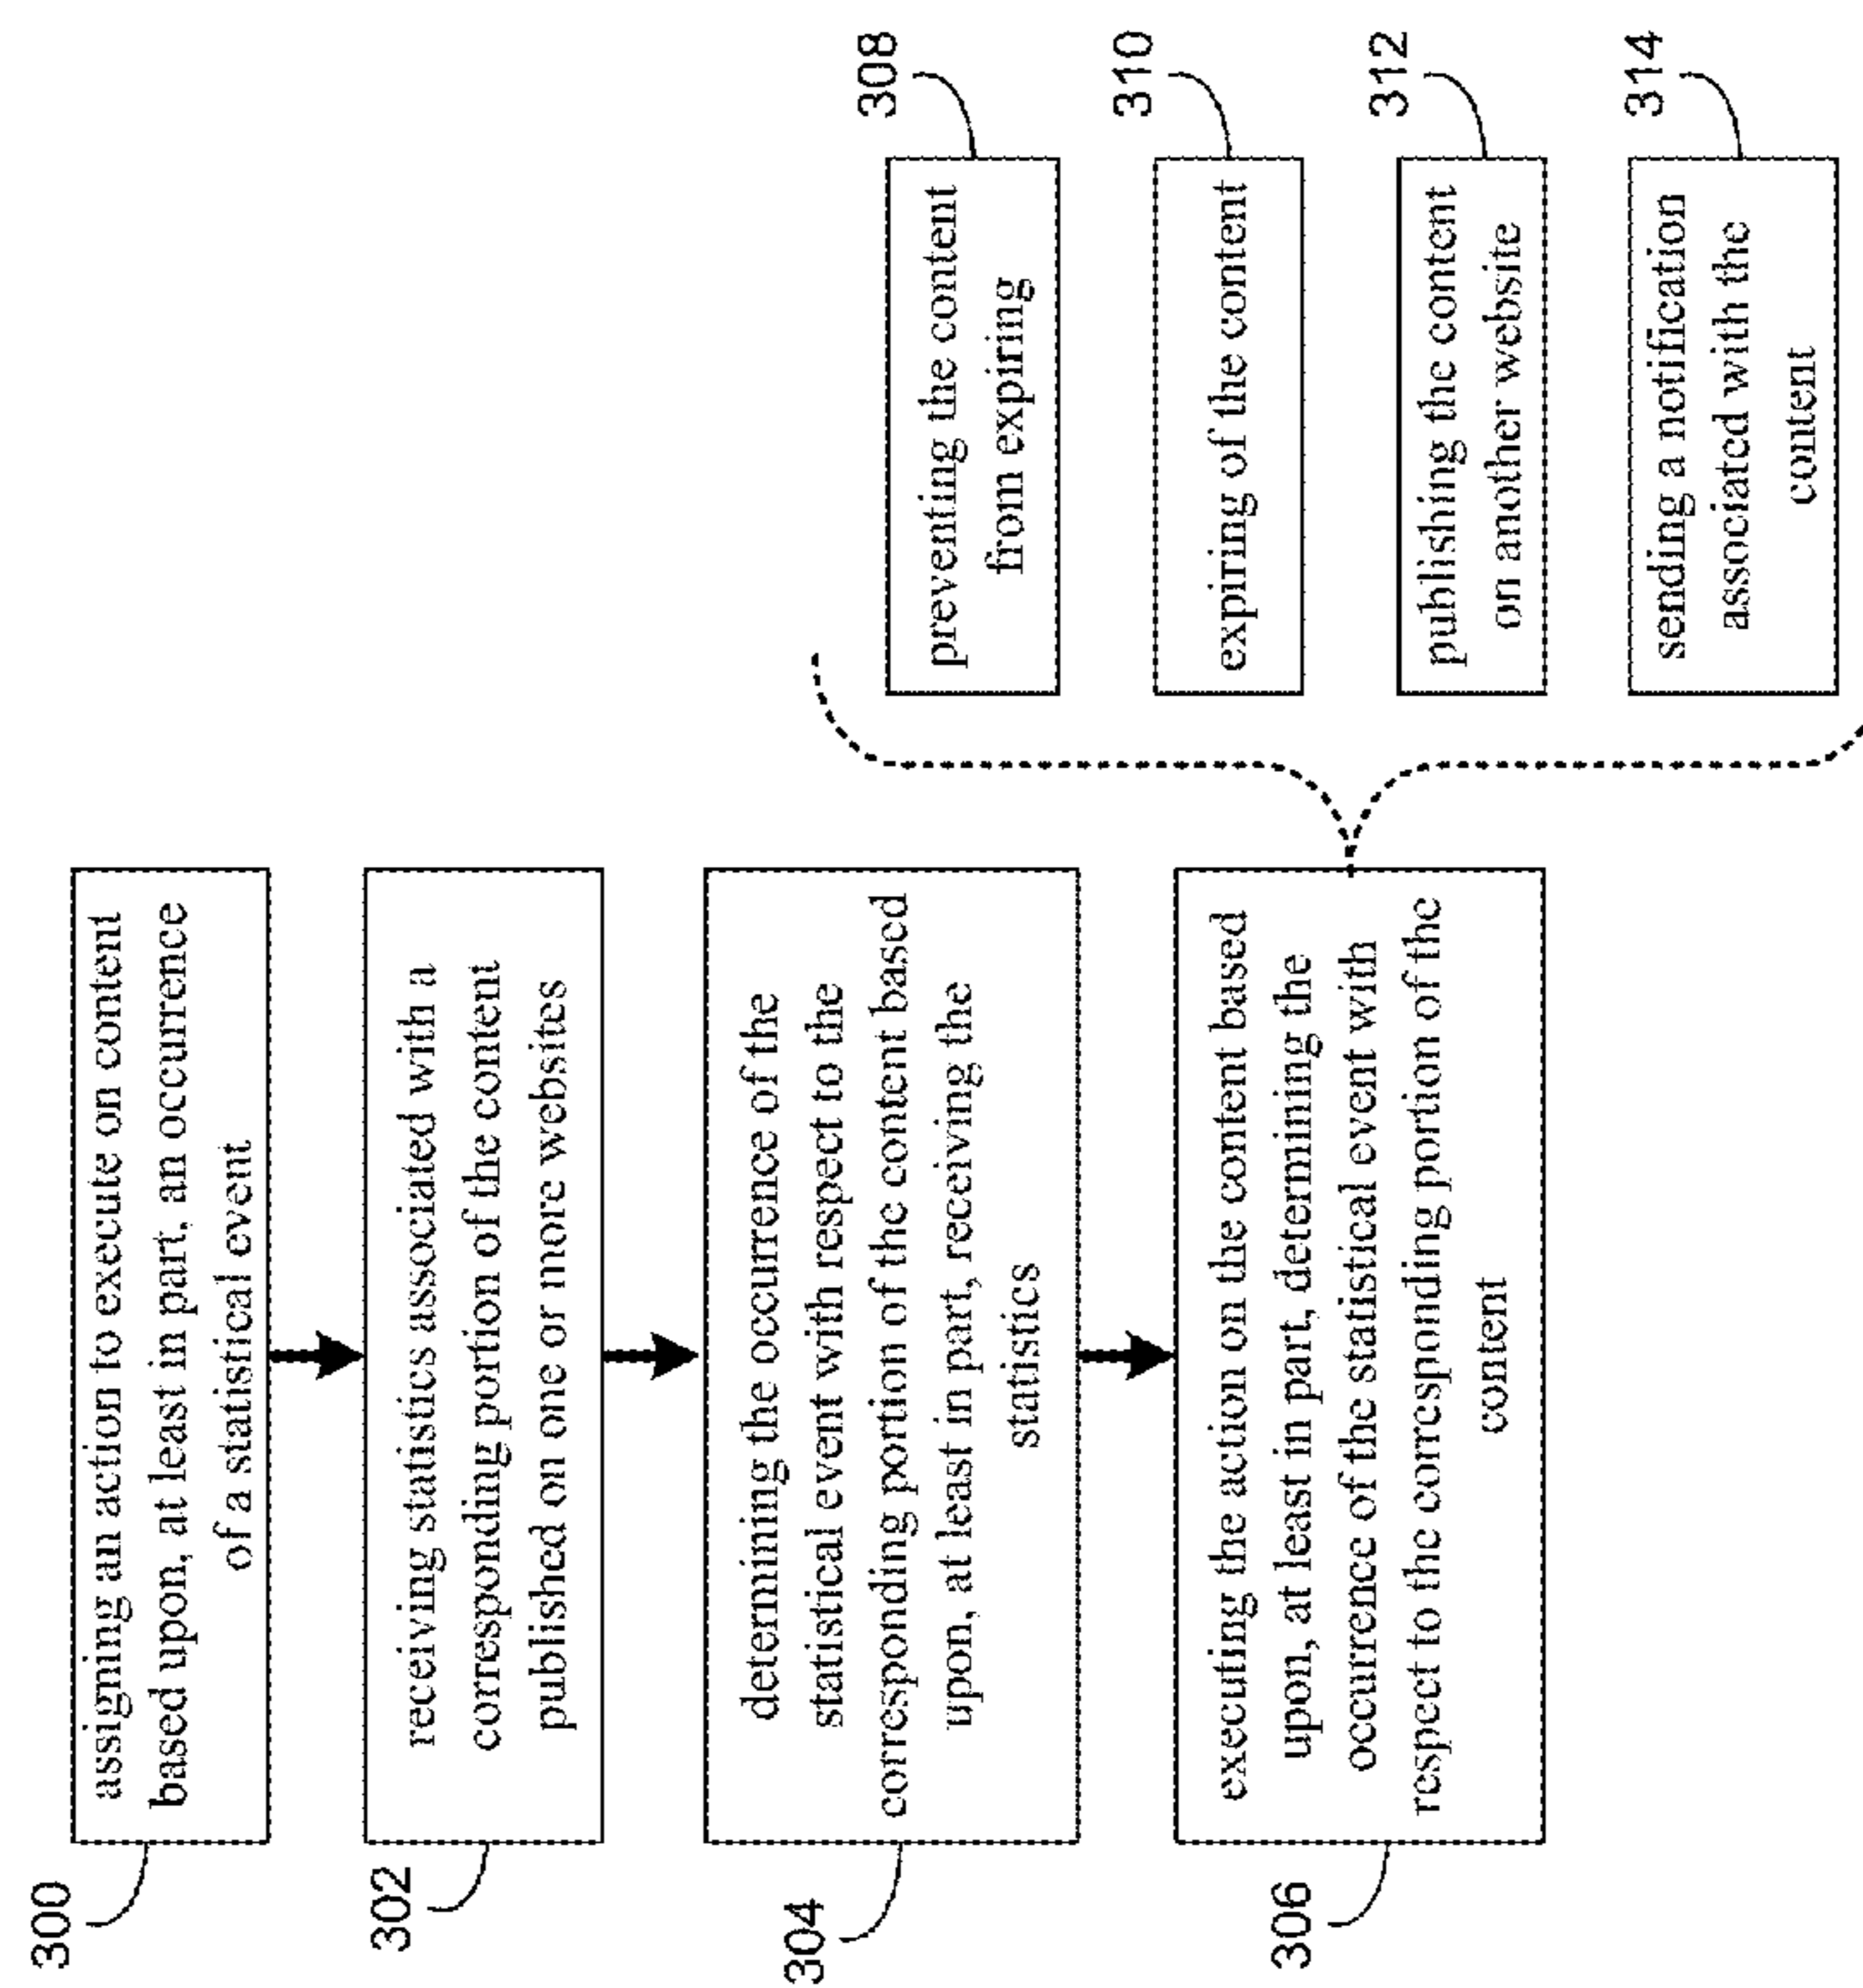 300
assigning an action to execute on content
based upon, at least in part, an occurrence
of a statistical event
302
receiving statistics associated with a
corresponding portion of the content
published on one or more websites
304
determining the occurrence of the
statistical event with respect to the
corresponding portion of the content based
upon, at least in part, receiving the
statistics
306
executing the action on the content based
upon, at least in part, determining the
occurrence of the statistical event with
respect to the corresponding portion of the
content
308
preventing the content
from expiring
310
expiring of the content
312
publishing the content
on another website
314
sending a notification
associated with the
content